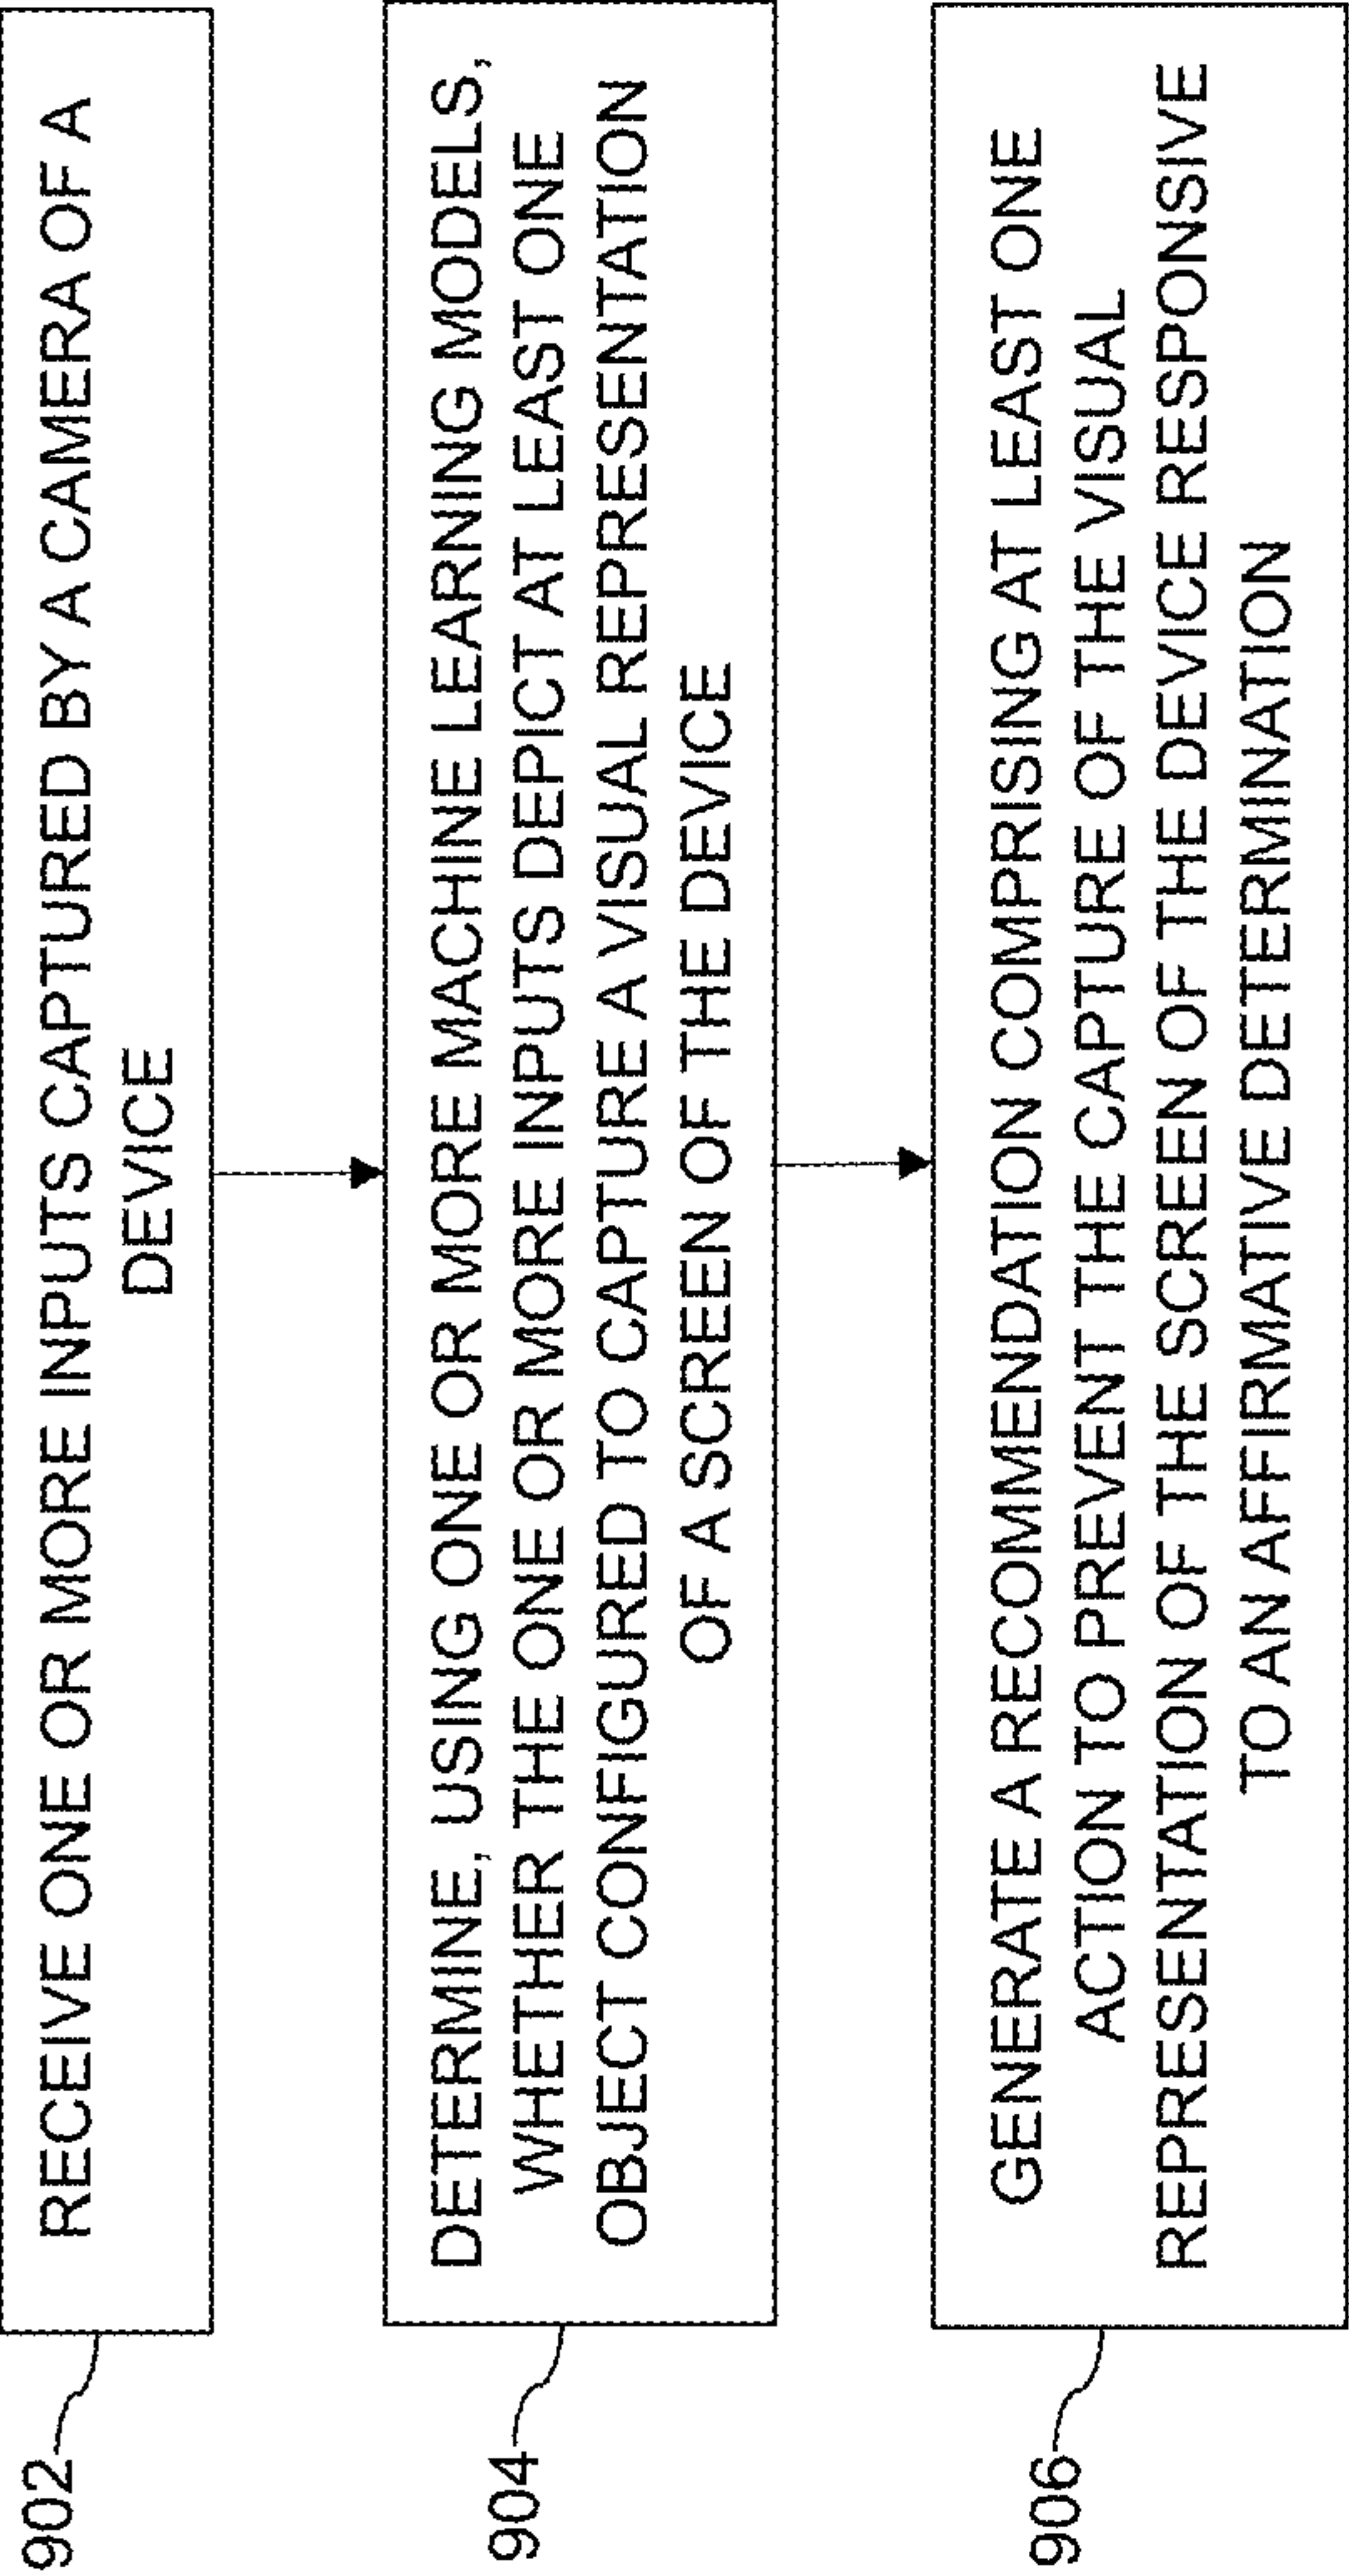 902
RECEIVE ONE OR MORE INPUTS CAPTURED BY A CAMERA OF A
DEVICE
904
DETERMINE, USING ONE OR MORE MACHINE LEARNING MODELS,
WHETHER THE ONE OR MORE INPUTS DEPICT AT LEAST ONE
OBJECT CONFIGURED TO CAPTURE A VISUAL REPRESENTATION
OF A SCREEN OF THE DEVICE
906
GENERATE A RECOMMENDATION COMPRISING AT LEAST ONE
ACTION TO PREVENT THE CAPTURE OF THE VISUAL
REPRESENTATION OF THE SCREEN OF THE DEVICE RESPONSIVE
TO AN AFFIRMATIVE DETERMINATION